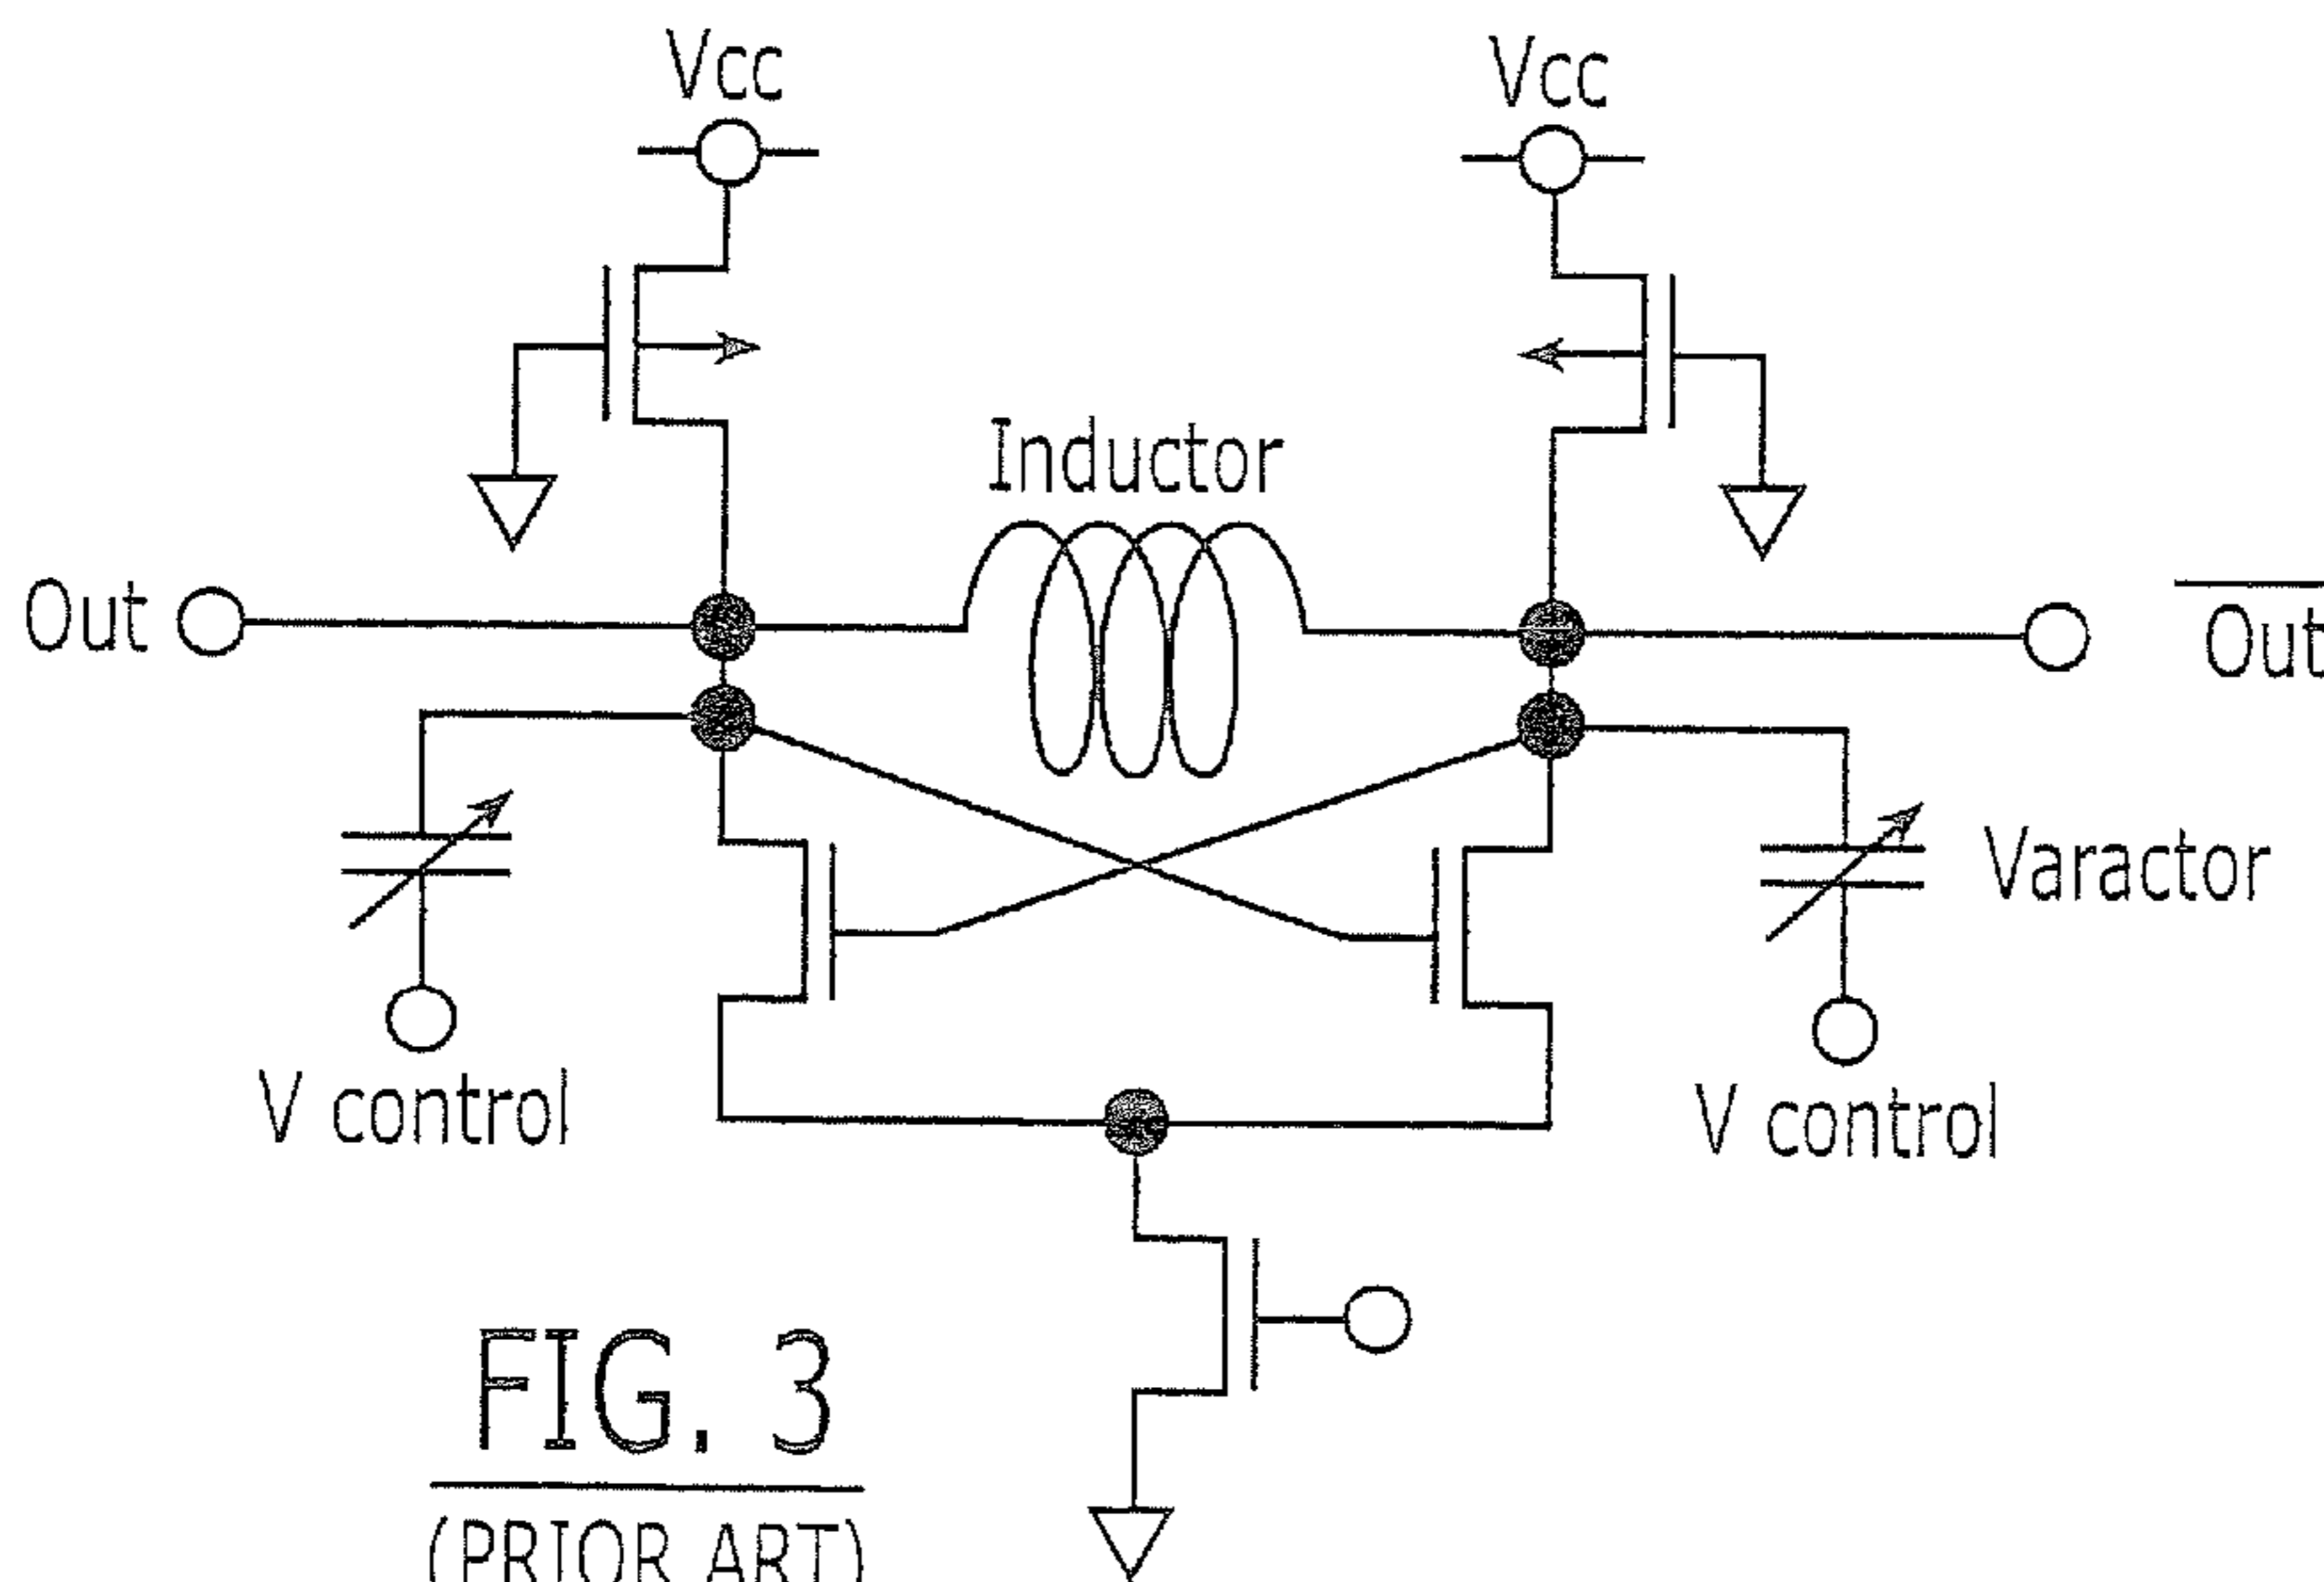 Vcc
Vcc
Inductor
Out
Out
Varactor
V control
V control
FIG. 3
(PRIOR ART)